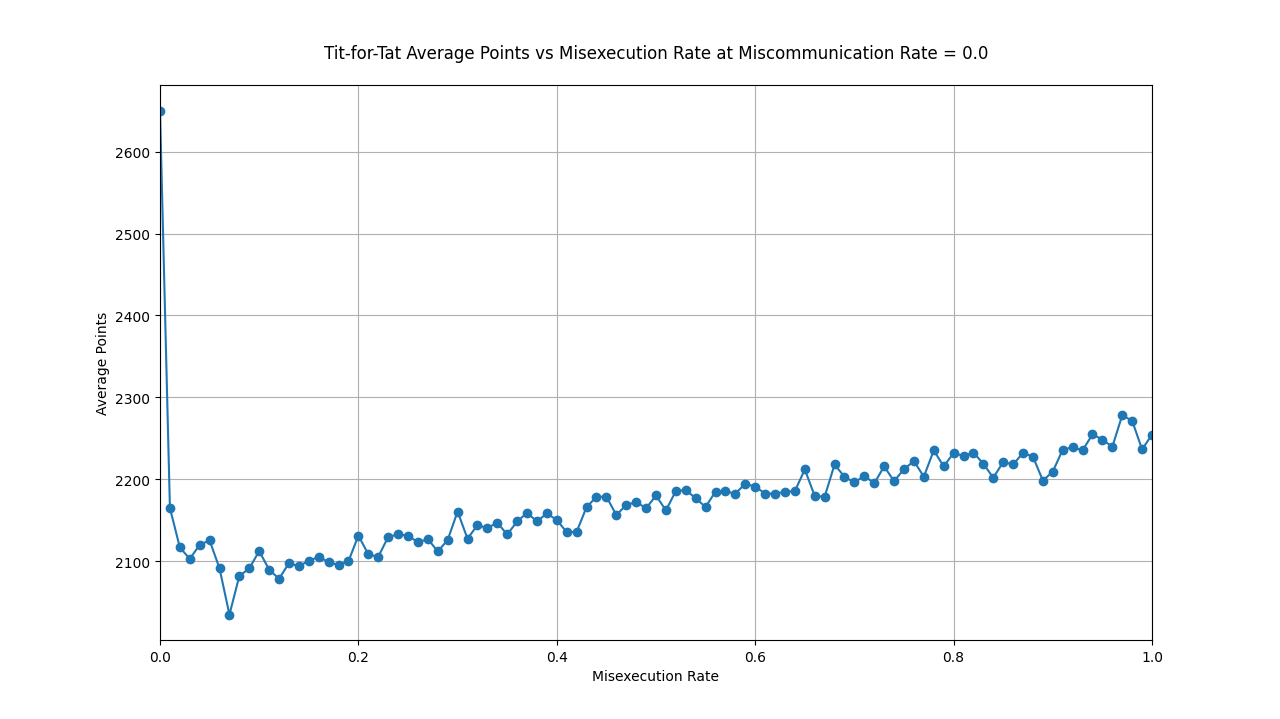 Tit-for-Tat Average Points vs Misexecution Rate at Miscommunication Rate = 0.0
2600
2500
2400
2300
2200
2100
Average Points
0.0 0.2 0.4 0.6 0.8 1.0
Misexecution Rate